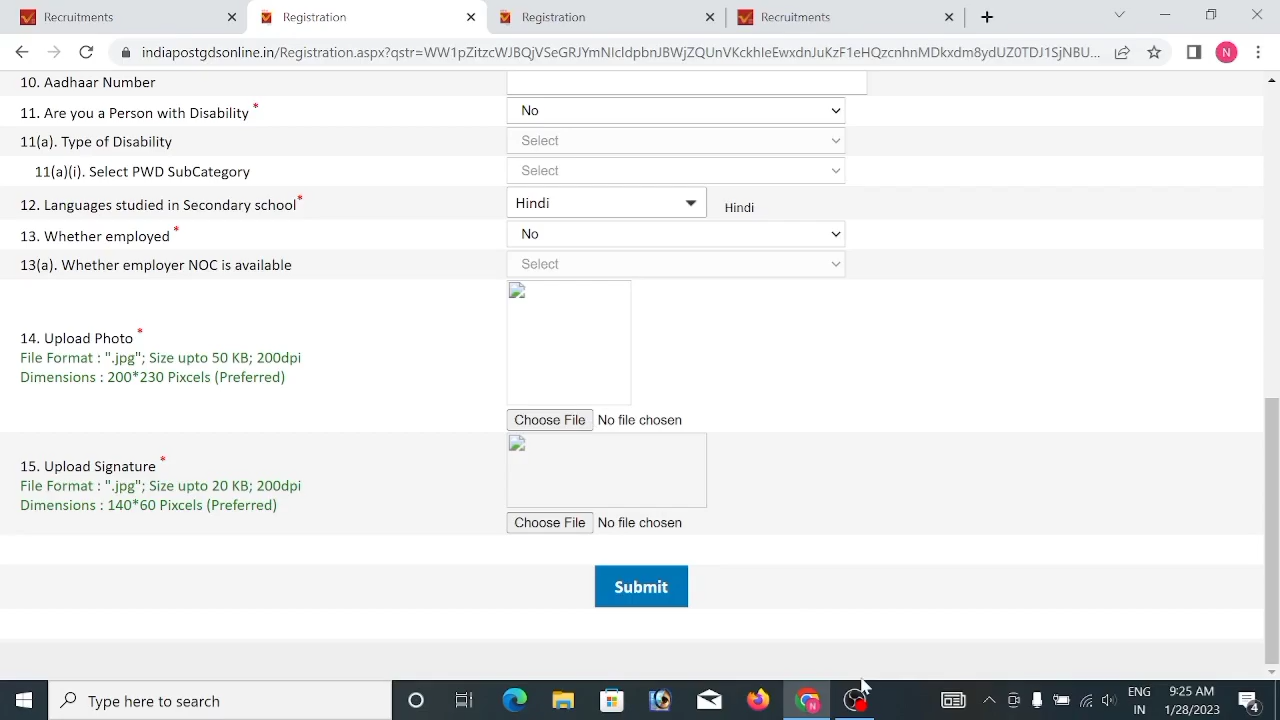 Recruitments
Registration
Registration
Recruitments
indiapostgdsonline.in/Registration.aspx?qstr=WW1pZitzcWJBQjVSeGRJYmNIcldpbnJBWjZQUnVKckhleEwxdnJuKzF1eHQzcnhnMDkxdm8ydUZ0TDJ1SjNBU...
N
10. Aadhaar Number
11. Are you a Person with Disability *
No
11(a). Type of Disability
Select
11(a)(i). Select PWD SubCategory
Select
12. Languages studied in Secondary school*
Hindi
Hindi
13. Whether employed *
No
13(a). Whether employer NOC is available
Select
14. Upload Photo *
File Format : ".jpg"; Size upto 50 KB; 200dpi
Dimensions : 200*230 Pixcels (Preferred)
Choose File No file chosen
15. Upload Signature *
File Format : ".jpg"; Size upto 20 KB; 200dpi
Dimensions : 140*60 Pixcels (Preferred)
Choose File No file chosen
Submit
Type here to search
N
ENG
IN
9:25 AM
1/28/2023
4